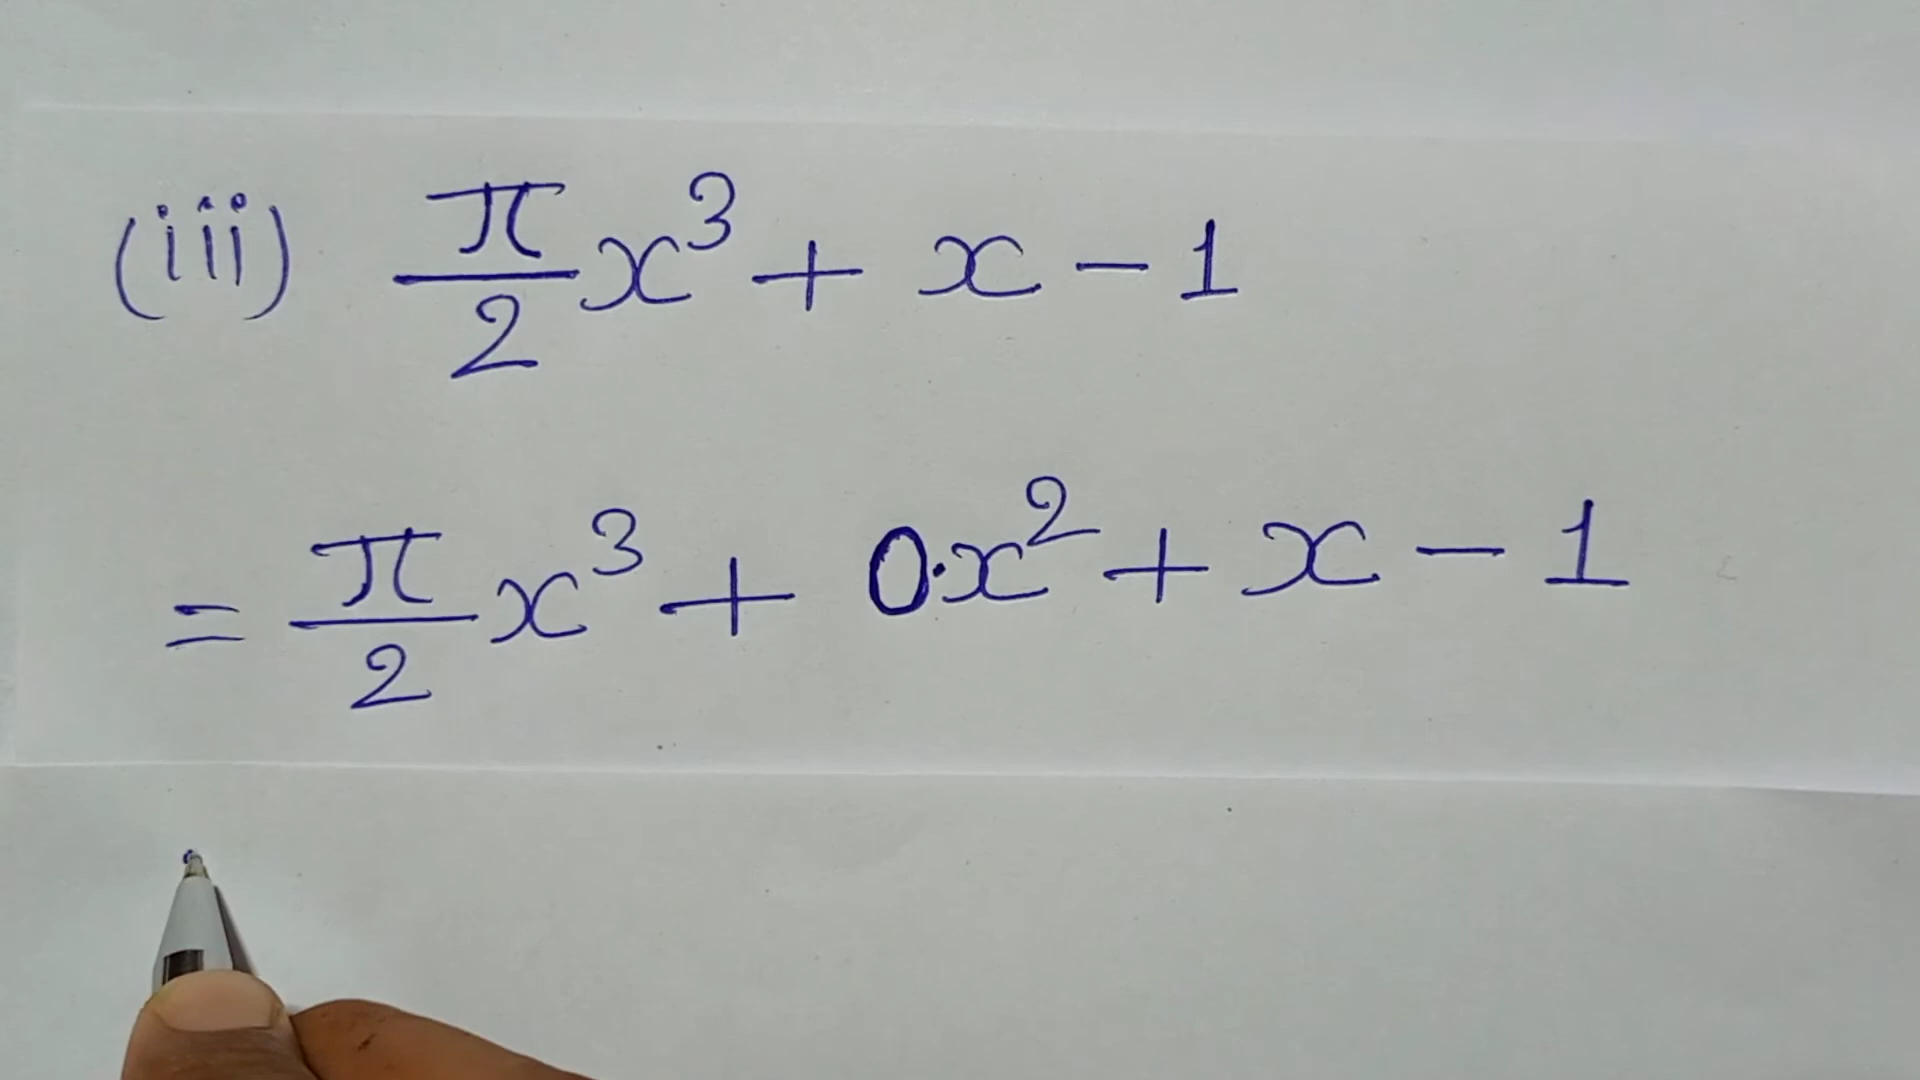 (iii) π/2 x³ + x - 1
= π/2 x³ + 0·x² + x - 1